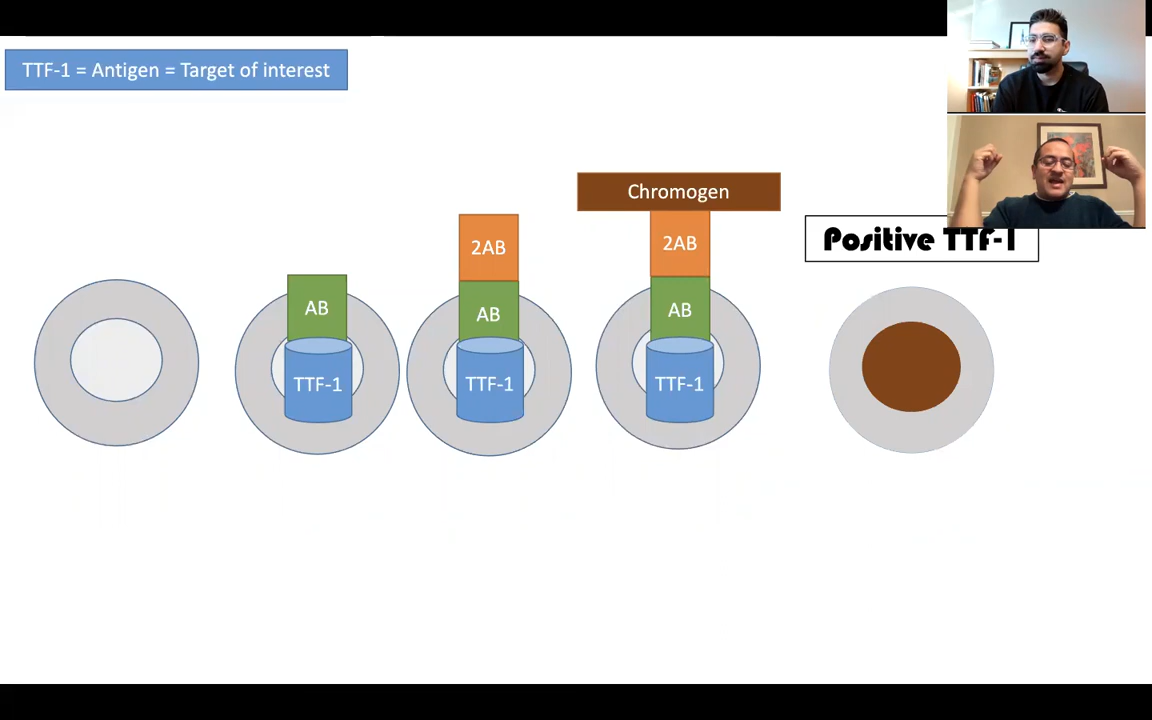 TTF-1 = Antigen = Target of interest
Chromogen
2AB
2AB
Positive TTF-1
AB
AB
AB
TTF-1
TTF-1
TTF-1